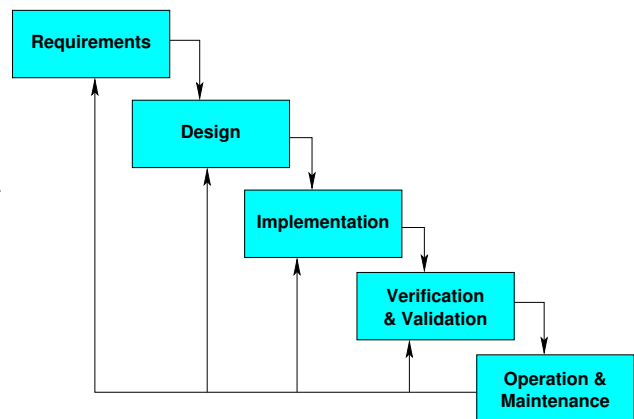 Requirements
Design
Implementation
Verification
& Validation
Operation &
Maintenance